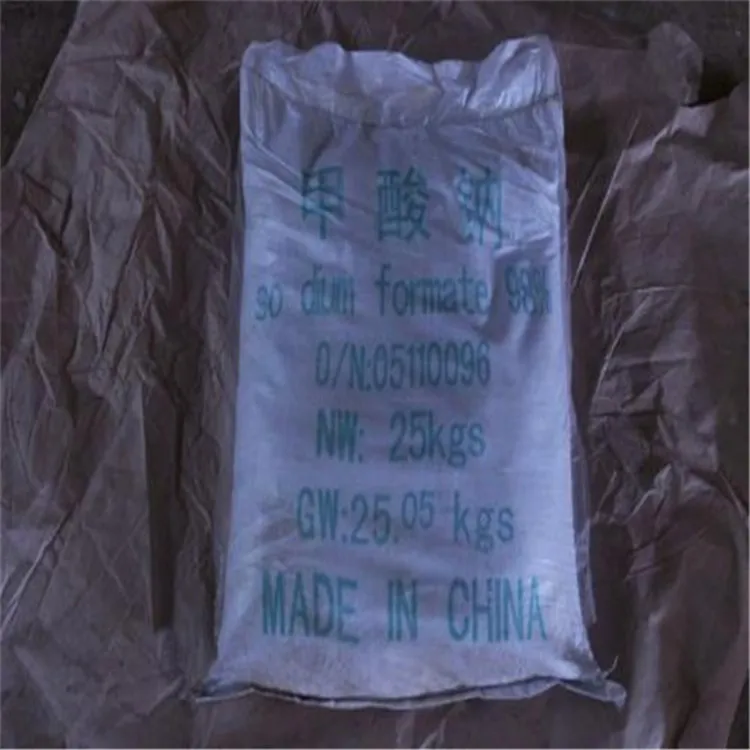 甲酸钠
so dium formate 98%
O/N:05110096
NW: 25kgs
GW:25.05 kgs
MADE IN CHINA